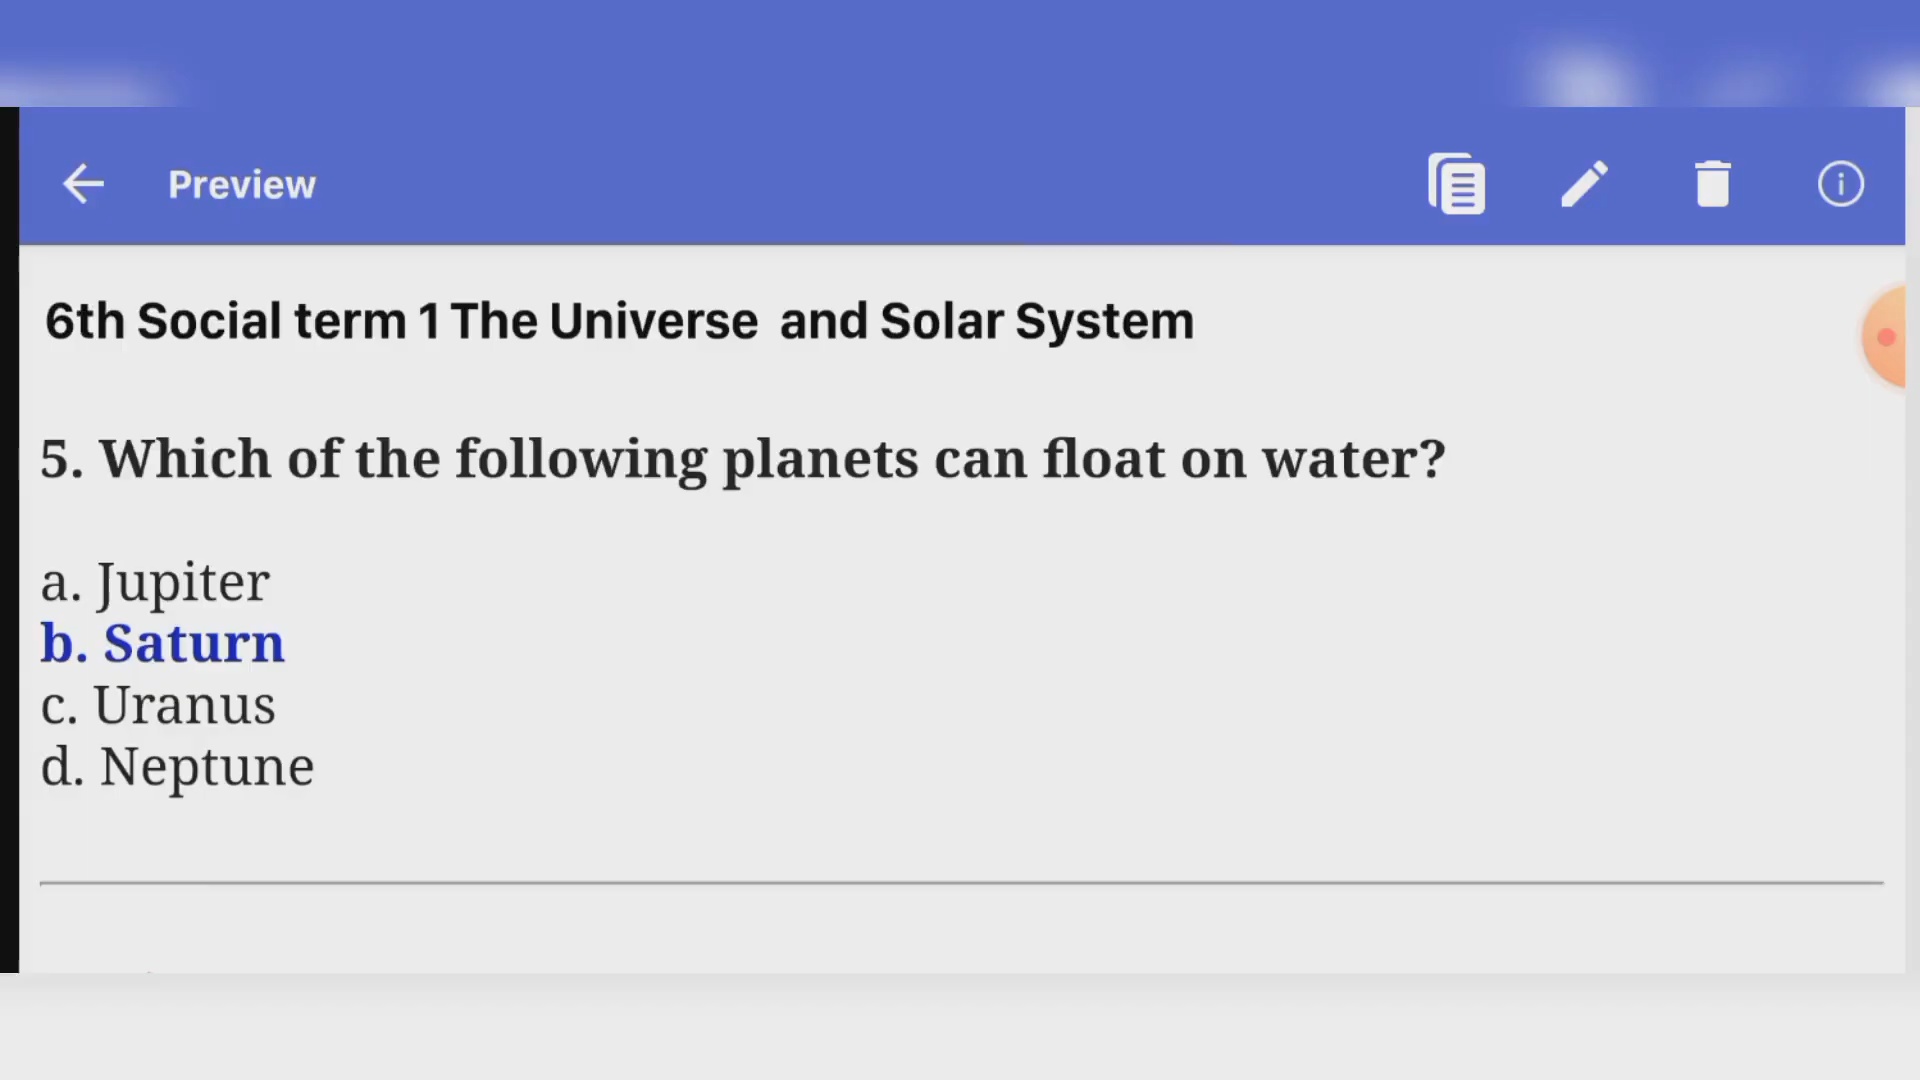 Preview
6th Social term 1 The Universe and Solar System
5. Which of the following planets can float on water?
a. Jupiter
b. Saturn
c. Uranus
d. Neptune